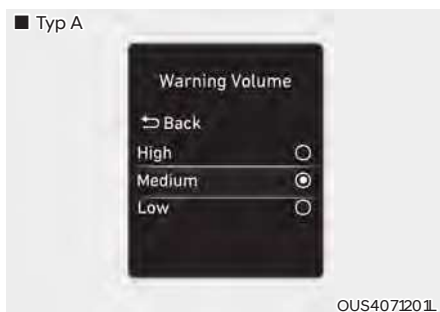 ■ Typ A
Warning Volume
⮌ Back
High
Medium
Low
OUS4071201L